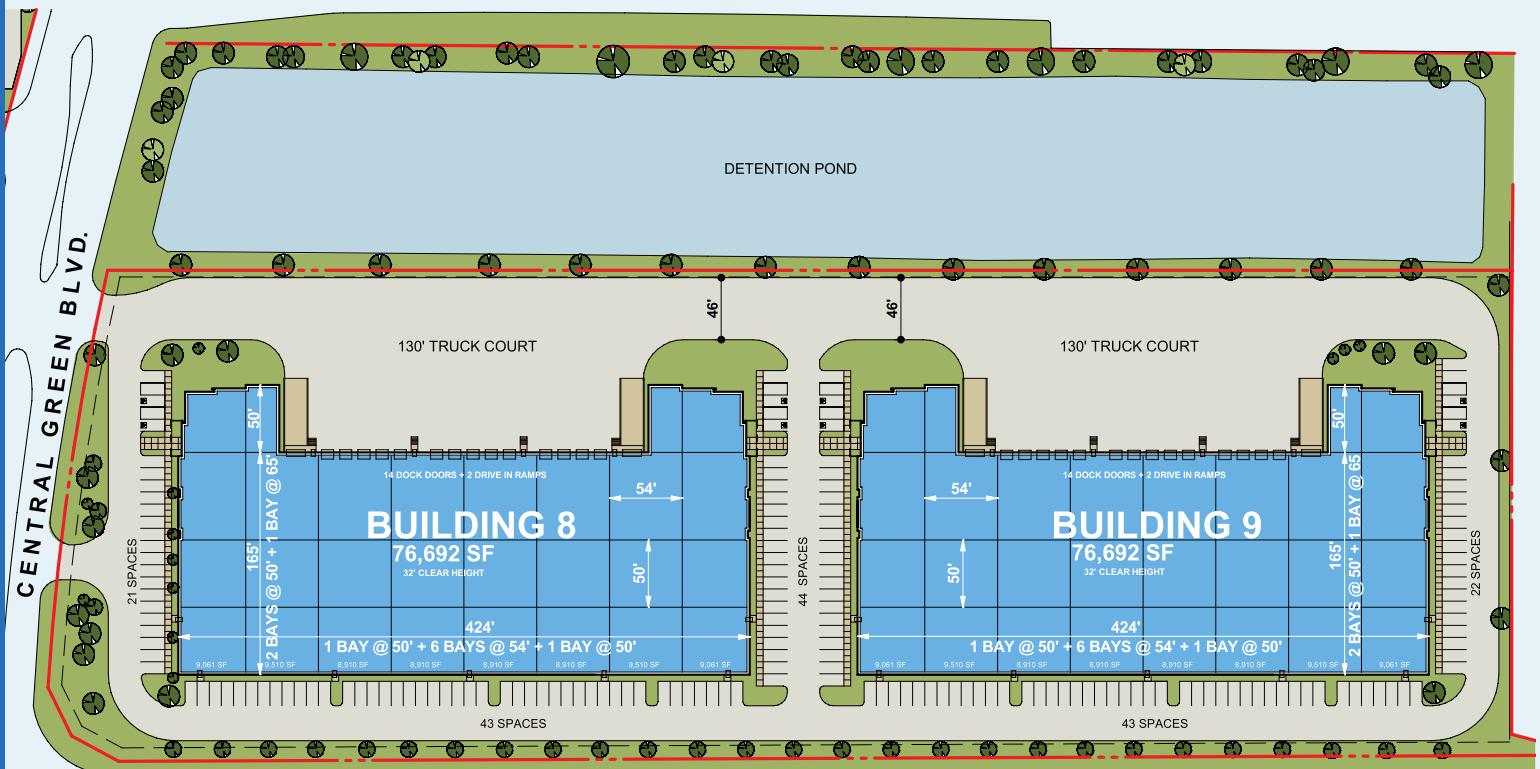 DETENTION POND
CENTRAL GREEN BLVD.
46'
46'
130' TRUCK COURT
130' TRUCK COURT
50'
50'
14 DOCK DOORS + 2 DRIVE IN RAMPS
14 DOCK DOORS + 2 DRIVE IN RAMPS
54'
54'
BUILDING 8
76,692 SF
32' CLEAR HEIGHT
BUILDING 9
76,692 SF
32' CLEAR HEIGHT
165'
2 BAYS @ 50' + 1 BAY @ 65'
50'
50'
165'
2 BAYS @ 50' + 1 BAY @ 65
21 SPACES
44 SPACES
22 SPACES
424'
1 BAY @ 50' + 6 BAYS @ 54' + 1 BAY @ 50'
424'
1 BAY @ 50' + 6 BAYS @ 54' + 1 BAY @ 50'
9,061 SF 9,510 SF 8,910 SF 8,910 SF 8,910 SF 8,910 SF 9,510 SF 9,061 SF
9,061 SF 9,510 SF 8,910 SF 8,910 SF 8,910 SF 8,910 SF 9,510 SF 9,061 SF
43 SPACES
43 SPACES